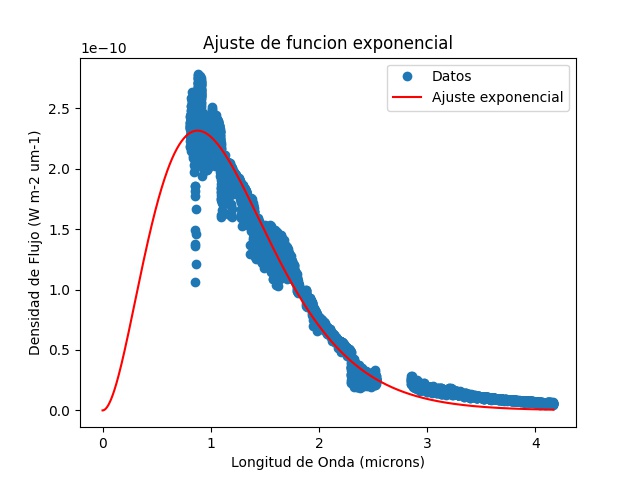 Ajuste de funcion exponencial
1e−10
Datos
Ajuste exponencial
Densidad de Flujo (W m-2 um-1)
2.5
2.0
1.5
1.0
0.5
0.0
0 1 2 3 4
Longitud de Onda (microns)